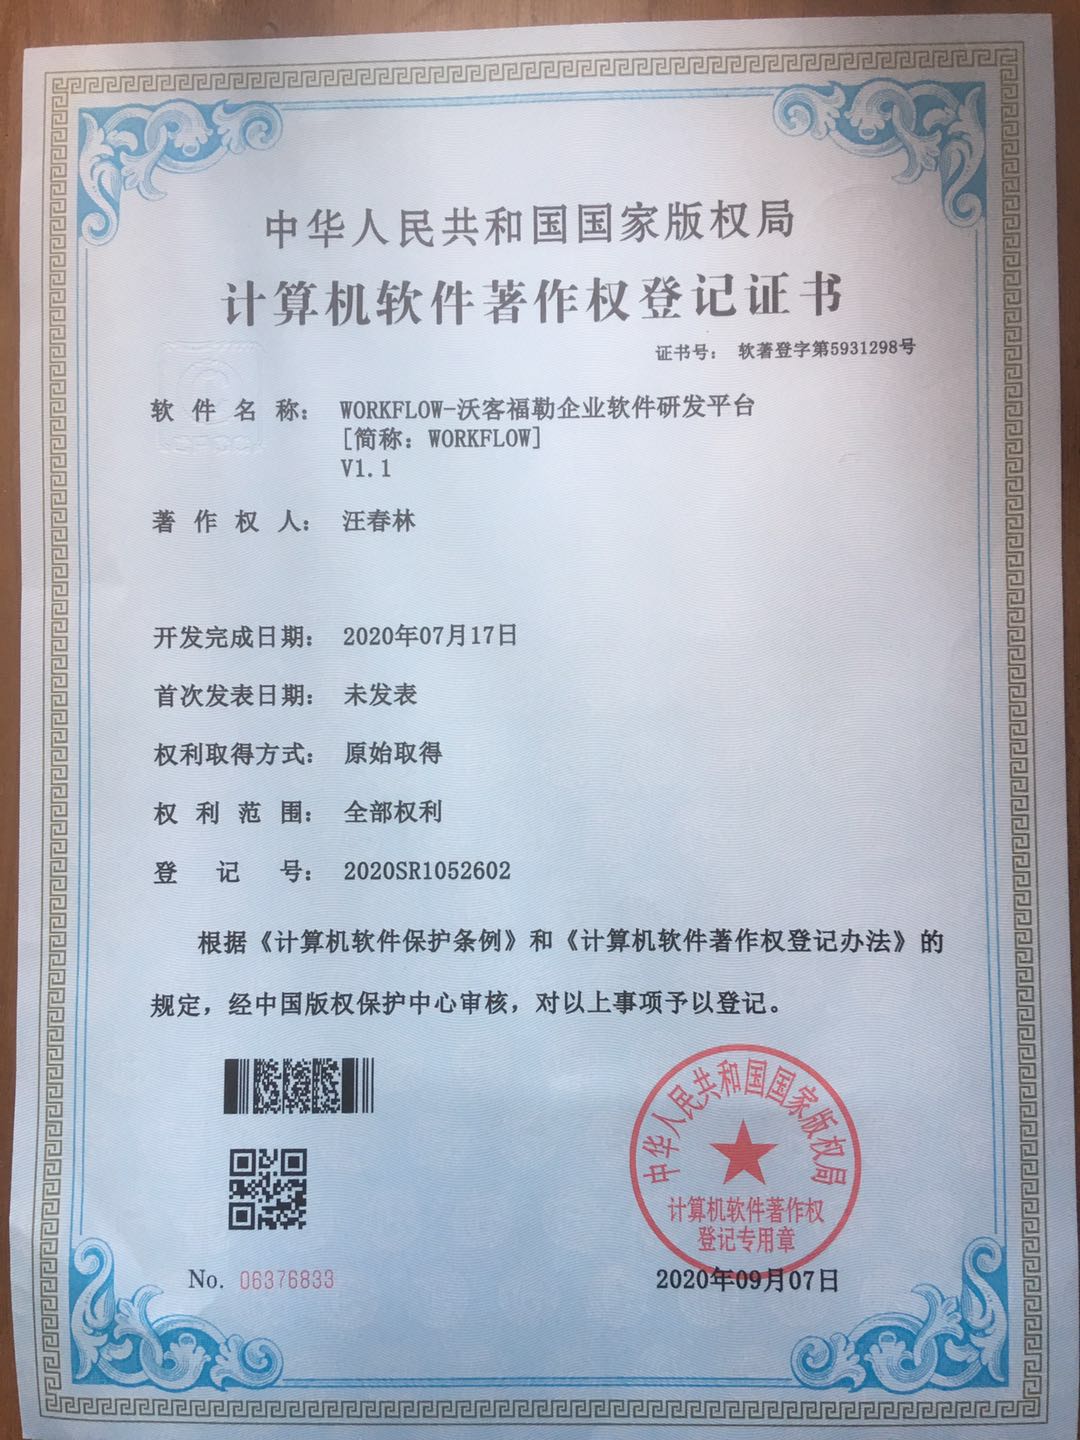 中华人民共和国国家版权局
计算机软件著作权登记证书
证书号： 软著登字第5931298号
软件名称： WORKFLOW-沃客福勒企业软件研发平台
[简称：WORKFLOW]
V1.1
著作权人： 汪春林
开发完成日期： 2020年07月17日
首次发表日期： 未发表
权利取得方式： 原始取得
权利范围： 全部权利
登记号： 2020SR1052602
根据《计算机软件保护条例》和《计算机软件著作权登记办法》的
规定，经中国版权保护中心审核，对以上事项予以登记。
中华人民共和国国家版权局
计算机软件著作权
登记专用章
No. 06376833
2020年09月07日